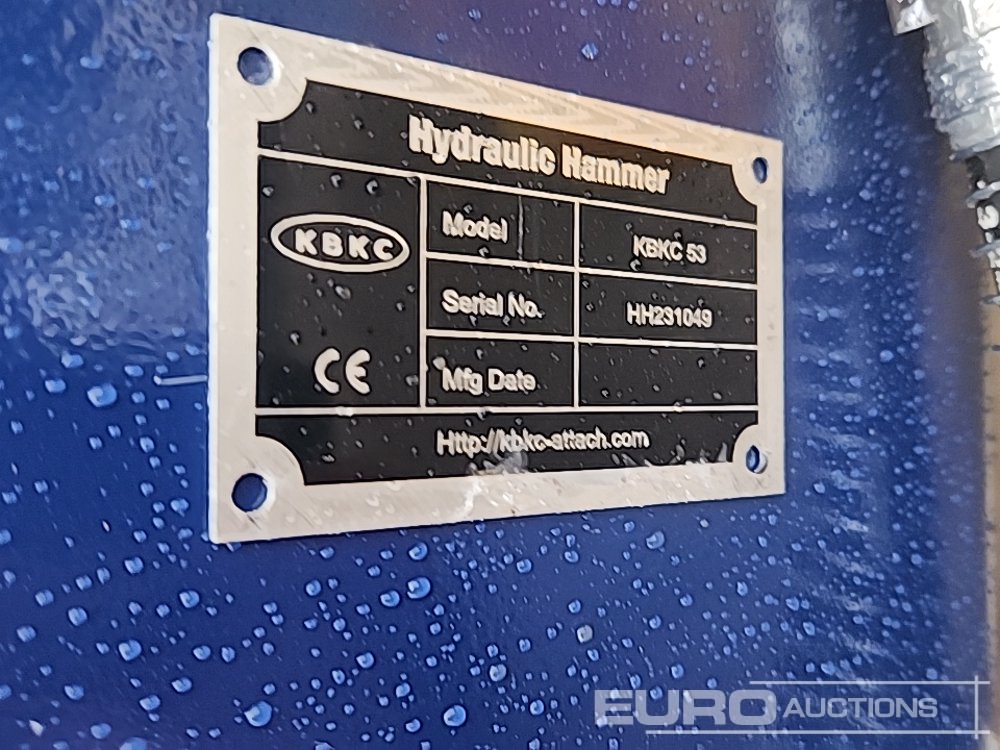 Hydraulic Hammer
KBKC
Model KBKC 53
Serial No. HH231049
CE
Mfg Date
Http://kbkc-attach.com
EURO AUCTIONS